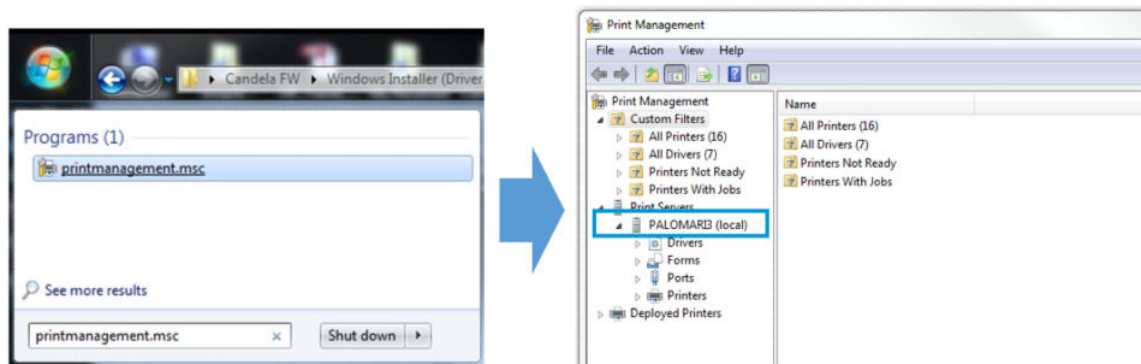 Candela FW ▸ Windows Installer (Driver
Programs (1)
printmanagement.msc
See more results
printmanagement.msc
Shut down
Print Management
File Action View Help
Print Management
Custom Filters
All Printers (16)
All Drivers (7)
Printers Not Ready
Printers With Jobs
Print Servers
PALOMARI3 (local)
Drivers
Forms
Ports
Printers
Deployed Printers
Name
All Printers (16)
All Drivers (7)
Printers Not Ready
Printers With Jobs